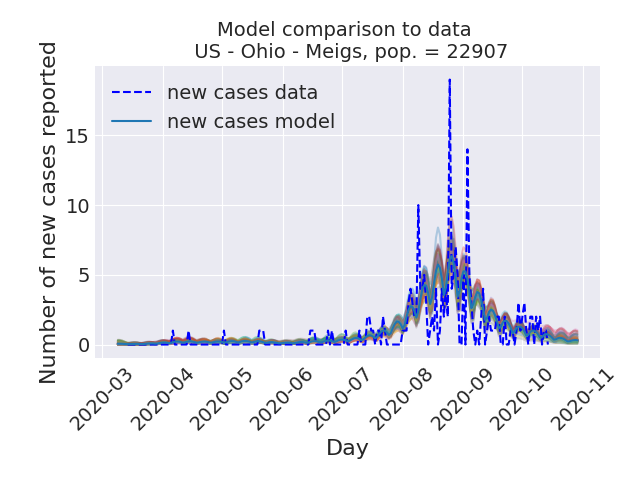 Model comparison to data
US - Ohio - Meigs, pop. = 22907
new cases data
new cases model
Number of new cases reported
15
10
5
0
2020-03
2020-04
2020-05
2020-06
2020-07
2020-08
2020-09
2020-10
2020-11
Day